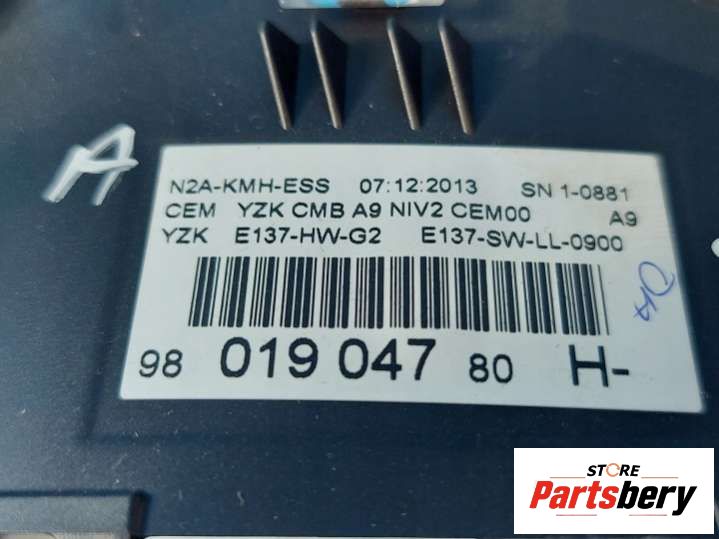 A
N2A-KMH-ESS 07:12:2013 SN 1-0881
CEM YZK CMB A9 NIV2 CEM00 A9
YZK E137-HW-G2 E137-SW-LL-0900
98 019 047 80 H-
STORE
Partsbery